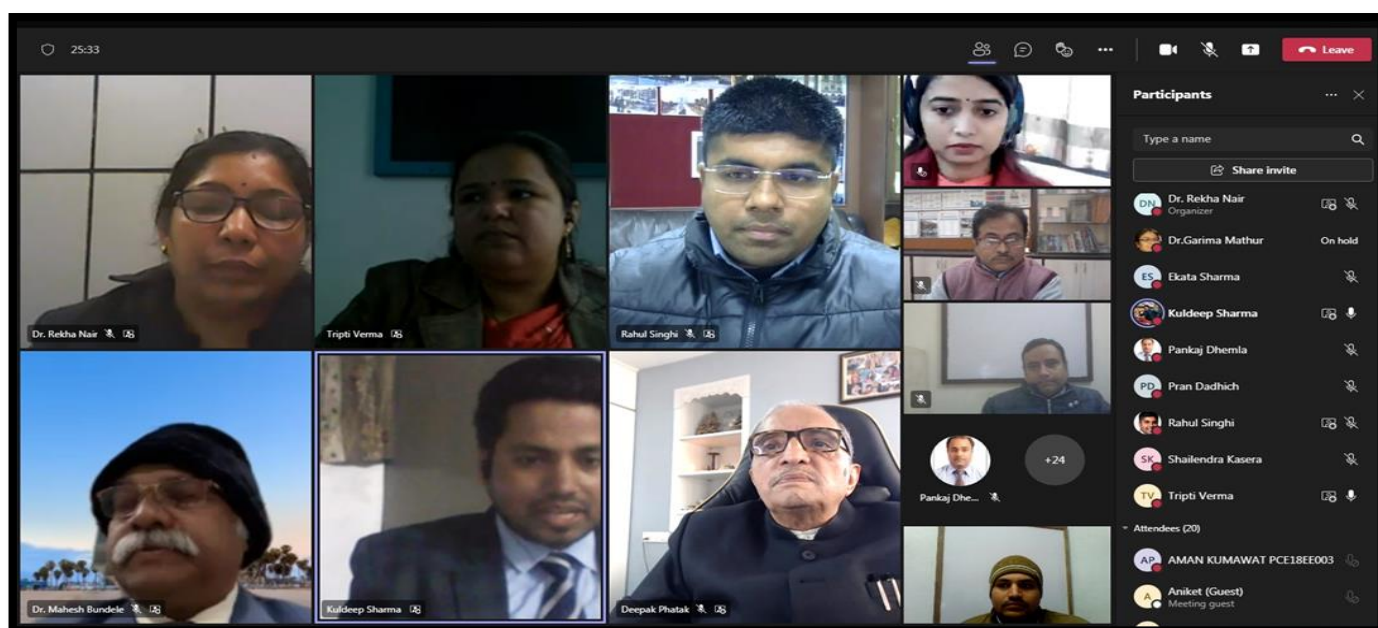 25:33
Leave
Dr. Rekha Nair
Tripti Verma
Rahul Singhi
Dr. Mahesh Bundele
Kuldeep Sharma
Deepak Phatak
Pankaj Dhe...
+24
Participants
Type a name
Share invite
DN
Dr. Rekha Nair
Organizer
Dr.Garima Mathur
On hold
ES
Ekata Sharma
Kuldeep Sharma
Pankaj Dhemla
PD
Pran Dadhich
Rahul Singhi
SK
Shailendra Kasera
TV
Tripti Verma
Attendees (20)
AP
AMAN KUMAWAT PCE18EE003
A
Aniket (Guest)
Meeting guest